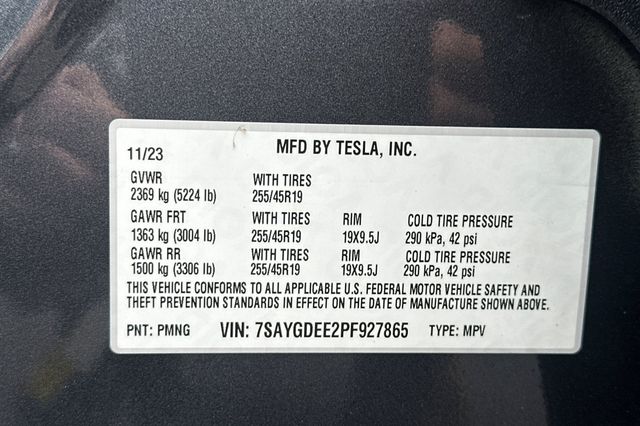 MFD BY TESLA, INC.
11/23
GVWR WITH TIRES
2369 kg (5224 lb) 255/45R19
GAWR FRT WITH TIRES RIM COLD TIRE PRESSURE
1363 kg (3004 lb) 255/45R19 19X9.5J 290 kPa, 42 psi
GAWR RR WITH TIRES RIM COLD TIRE PRESSURE
1500 kg (3306 lb) 255/45R19 19X9.5J 290 kPa, 42 psi
THIS VEHICLE CONFORMS TO ALL APPLICABLE U.S. FEDERAL MOTOR VEHICLE SAFETY AND
THEFT PREVENTION STANDARDS IN EFFECT ON THE DATE OF MANUFACTURE SHOWN ABOVE.
PNT: PMNG VIN: 7SAYGDEE2PF927865 TYPE: MPV